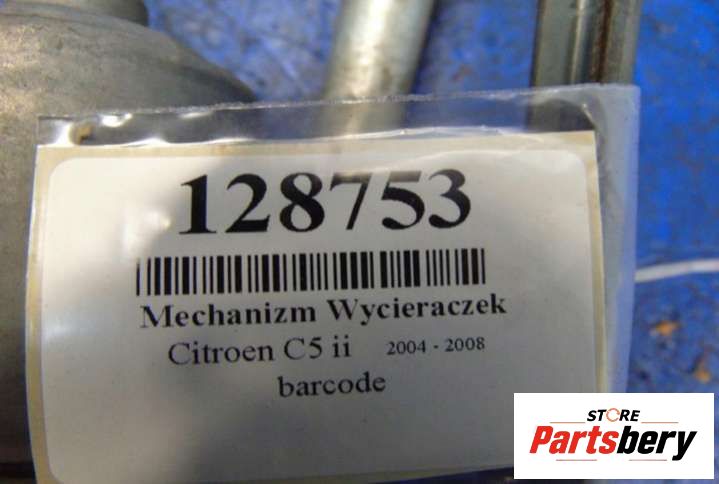 128753
Mechanizm Wycieraczek
Citroen C5 ii 2004 - 2008
barcode
STORE
Partsbery